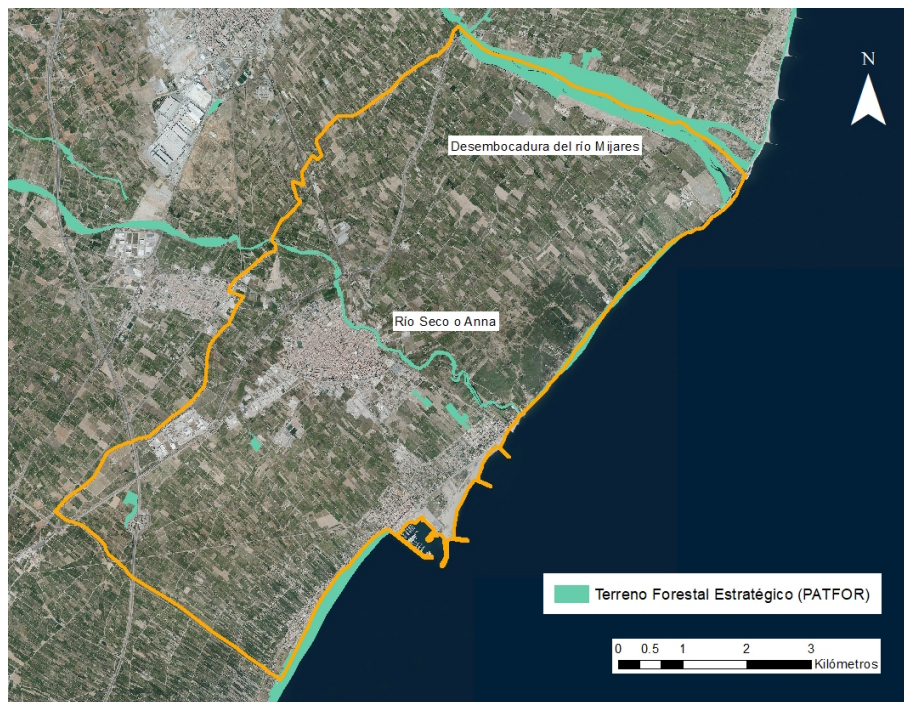 N
Desembocadura del río Mijares
Río Seco o Anna
Terreno Forestal Estratégico (PATFOR)
0 0.5 1 2 3
Kilómetros